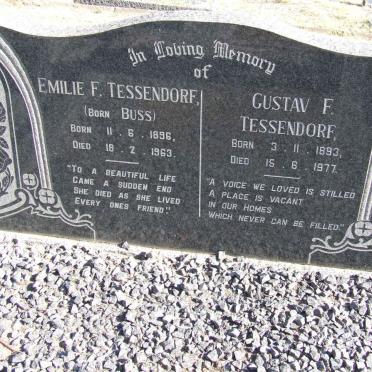 In Loving Memory
of
EMILIE F. TESSENDORF,
(BORN BUSS)
BORN 11 - 6 - 1896,
DIED 18 - 2 - 1963.
"TO A BEAUTIFUL LIFE
CAME A SUDDEN END
SHE DIED AS SHE LIVED
EVERY ONES FRIEND"
GUSTAV F.
TESSENDORF,
BORN 3 - 11 - 1893,
DIED 15 - 6 - 1977.
"A VOICE WE LOVED IS STILLED
A PLACE IS VACANT
IN OUR HOMES
WHICH NEVER CAN BE FILLED."